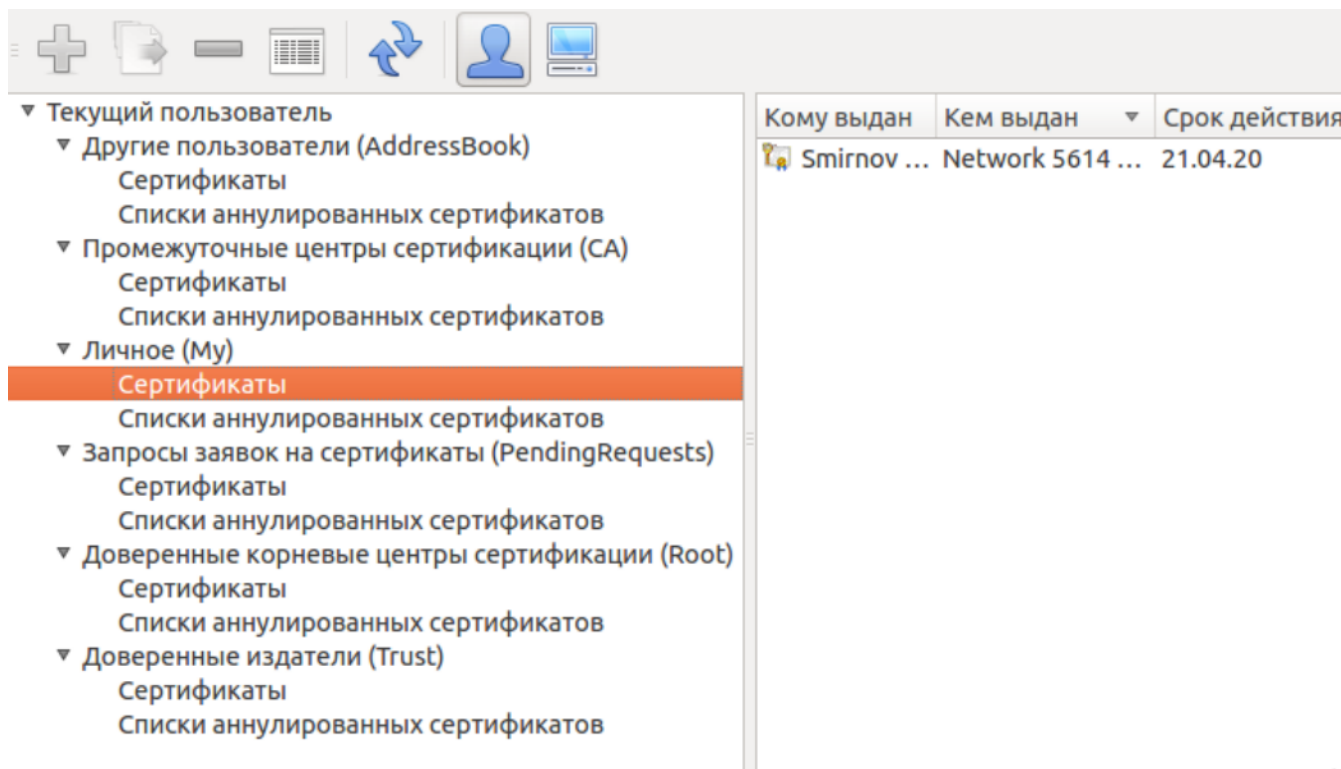 Текущий пользователь
Другие пользователи (AddressBook)
Сертификаты
Списки аннулированных сертификатов
Промежуточные центры сертификации (CA)
Сертификаты
Списки аннулированных сертификатов
Личное (My)
Сертификаты
Списки аннулированных сертификатов
Запросы заявок на сертификаты (PendingRequests)
Сертификаты
Списки аннулированных сертификатов
Доверенные корневые центры сертификации (Root)
Сертификаты
Списки аннулированных сертификатов
Доверенные издатели (Trust)
Сертификаты
Списки аннулированных сертификатов
Кому выдан Кем выдан Срок действия
Smirnov ... Network 5614 ... 21.04.20